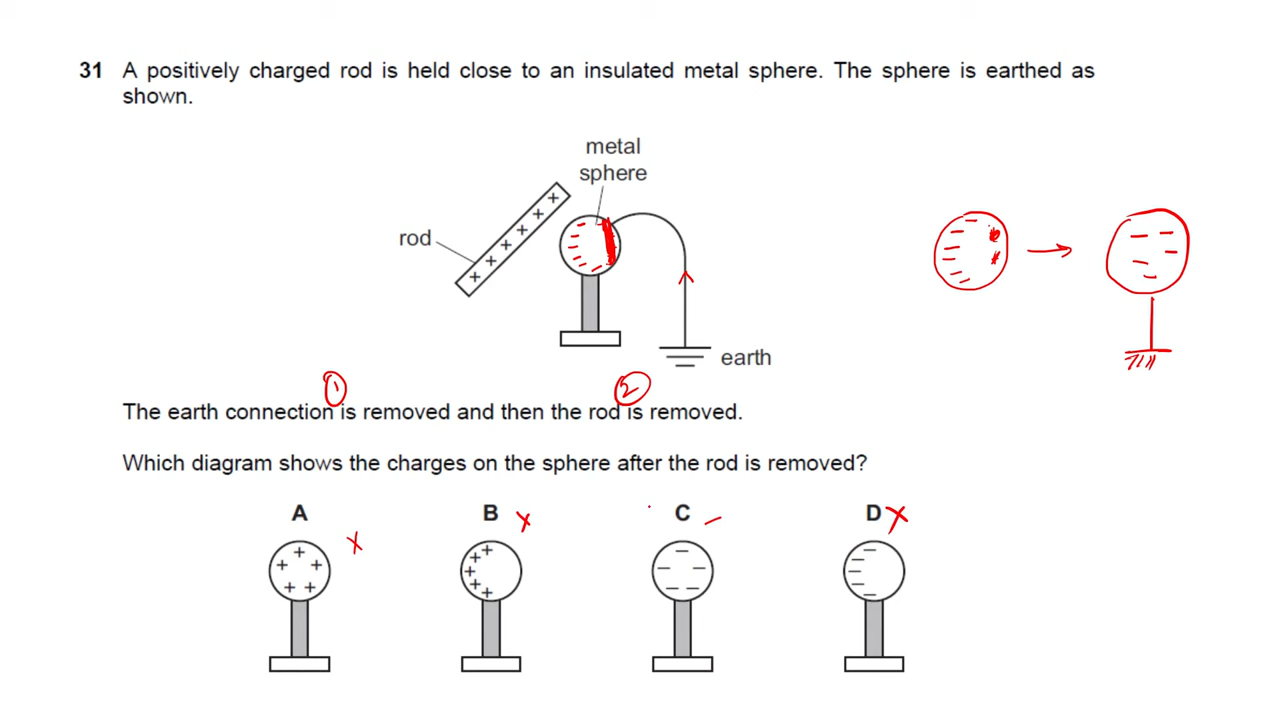 31 A positively charged rod is held close to an insulated metal sphere. The sphere is earthed as
shown.
metal
sphere
rod
+ + + + + +
earth
1 2
The earth connection is removed and then the rod is removed.
Which diagram shows the charges on the sphere after the rod is removed?
A B C D
+ + + + +
+ + + + +
− − − − −
− − − − −